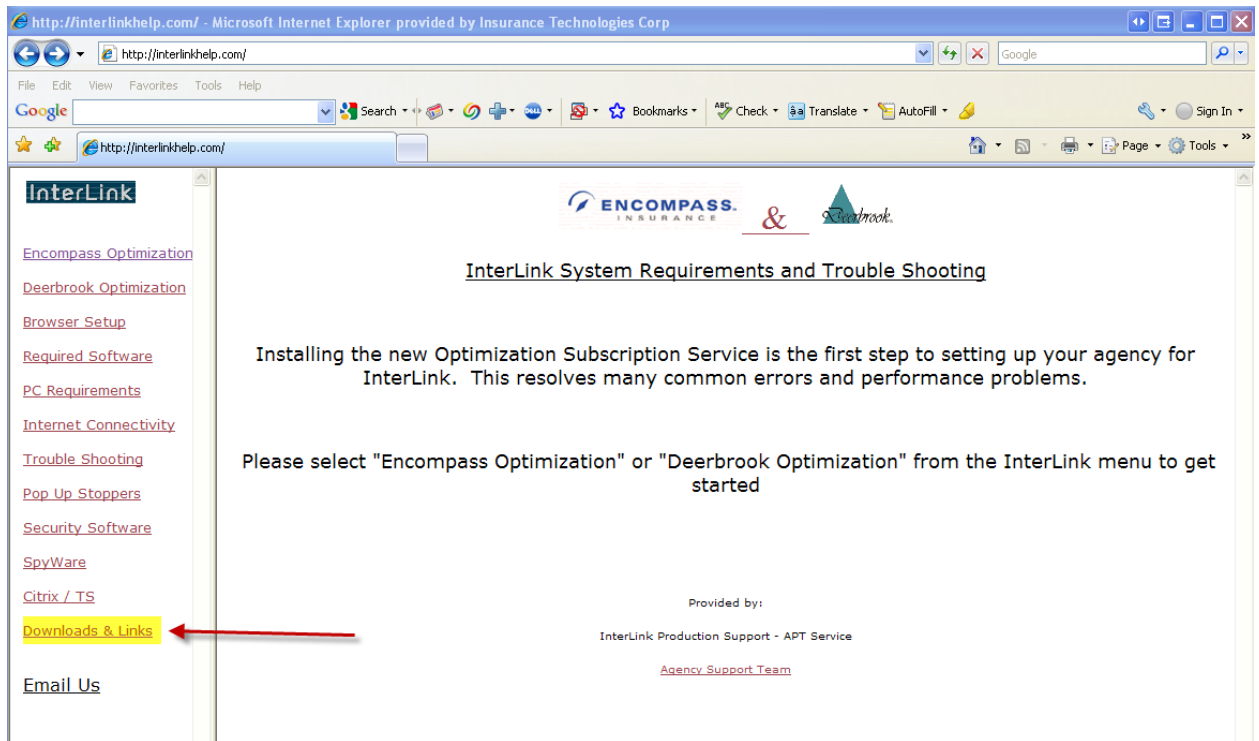 http://interlinkhelp.com/ - Microsoft Internet Explorer provided by Insurance Technologies Corp
http://interlinkhelp.com/
Google
File Edit View Favorites Tools Help
Google Search Bookmarks ABC Check Translate AutoFill Sign In
http://interlinkhelp.com/
Page Tools »
InterLink
Encompass Optimization
Deerbrook Optimization
Browser Setup
Required Software
PC Requirements
Internet Connectivity
Trouble Shooting
Pop Up Stoppers
Security Software
SpyWare
Citrix / TS
Downloads & Links
Email Us
ENCOMPASS.
INSURANCE
&
Deerbrook.
InterLink System Requirements and Trouble Shooting
Installing the new Optimization Subscription Service is the first step to setting up your agency for
InterLink. This resolves many common errors and performance problems.
Please select "Encompass Optimization" or "Deerbrook Optimization" from the InterLink menu to get
started
Provided by:
InterLink Production Support - APT Service
Agency Support Team